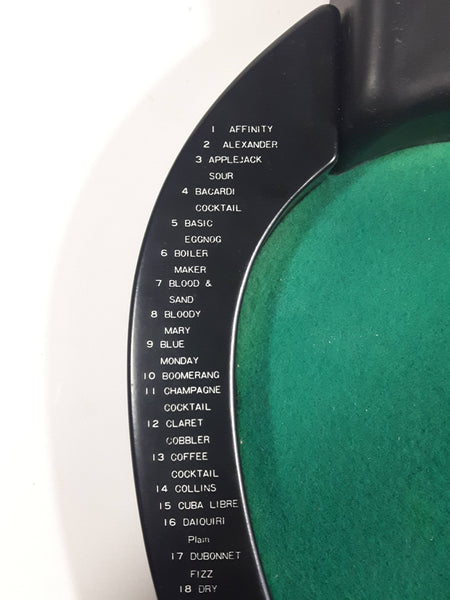 1 AFFINITY
2 ALEXANDER
3 APPLEJACK
SOUR
4 BACARDI
COCKTAIL
5 BASIC
EGGNOG
6 BOILER
MAKER
7 BLOOD &
SAND
8 BLOODY
MARY
9 BLUE
MONDAY
10 BOOMERANG
11 CHAMPAGNE
COCKTAIL
12 CLARET
COBBLER
13 COFFEE
COCKTAIL
14 COLLINS
15 CUBA LIBRE
16 DAIQUIRI
Plain
17 DUBONNET
FIZZ
18 DRY